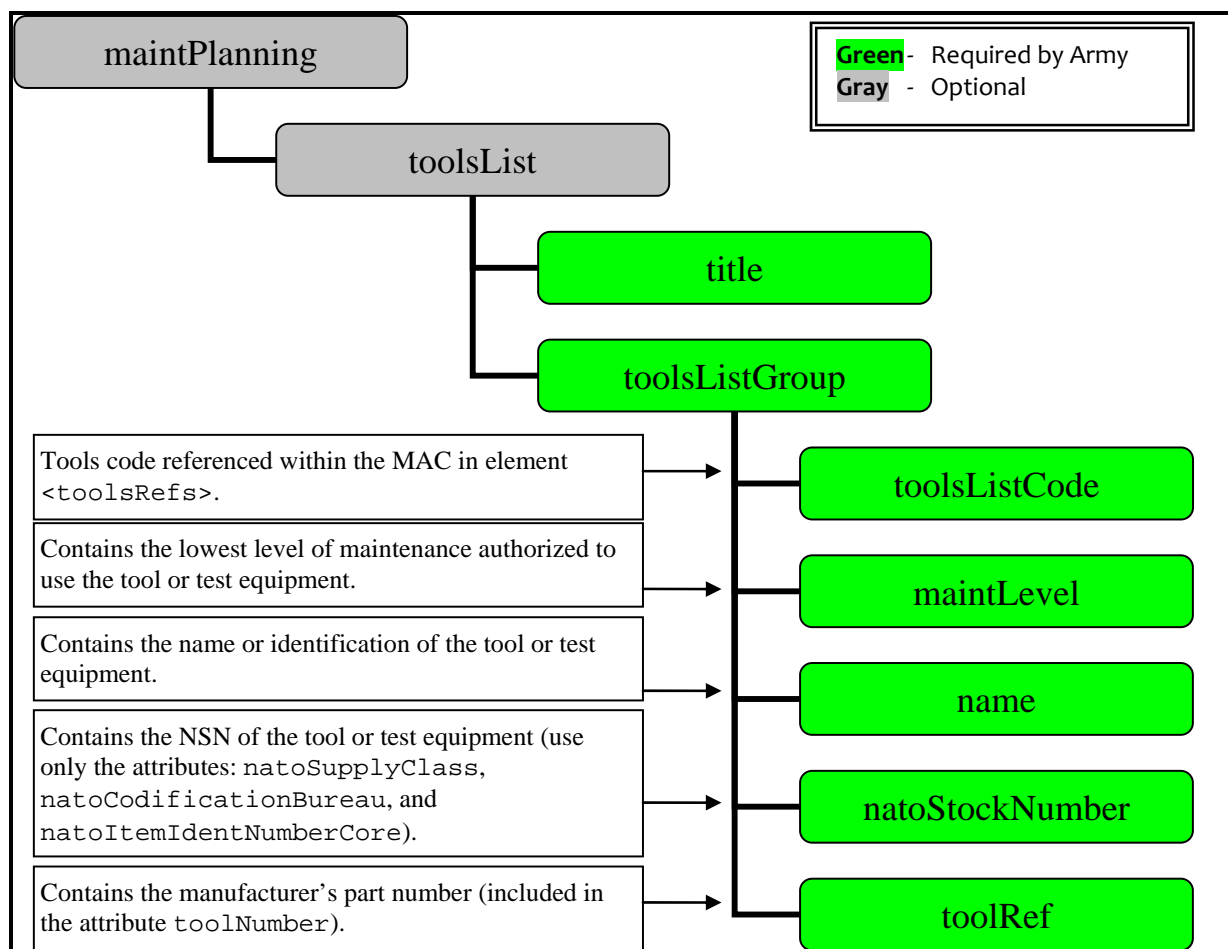 maintPlanning
Green - Required by Army
Gray - Optional
toolsList
title
toolsListGroup
Tools code referenced within the MAC in element
<toolsRefs>.
toolsListCode
Contains the lowest level of maintenance authorized to
use the tool or test equipment.
maintLevel
Contains the name or identification of the tool or test
equipment.
name
Contains the NSN of the tool or test equipment (use
only the attributes: natoSupplyClass,
natoCodificationBureau, and
natoItemIdentNumberCore).
natoStockNumber
Contains the manufacturer’s part number (included in
the attribute toolNumber).
toolRef